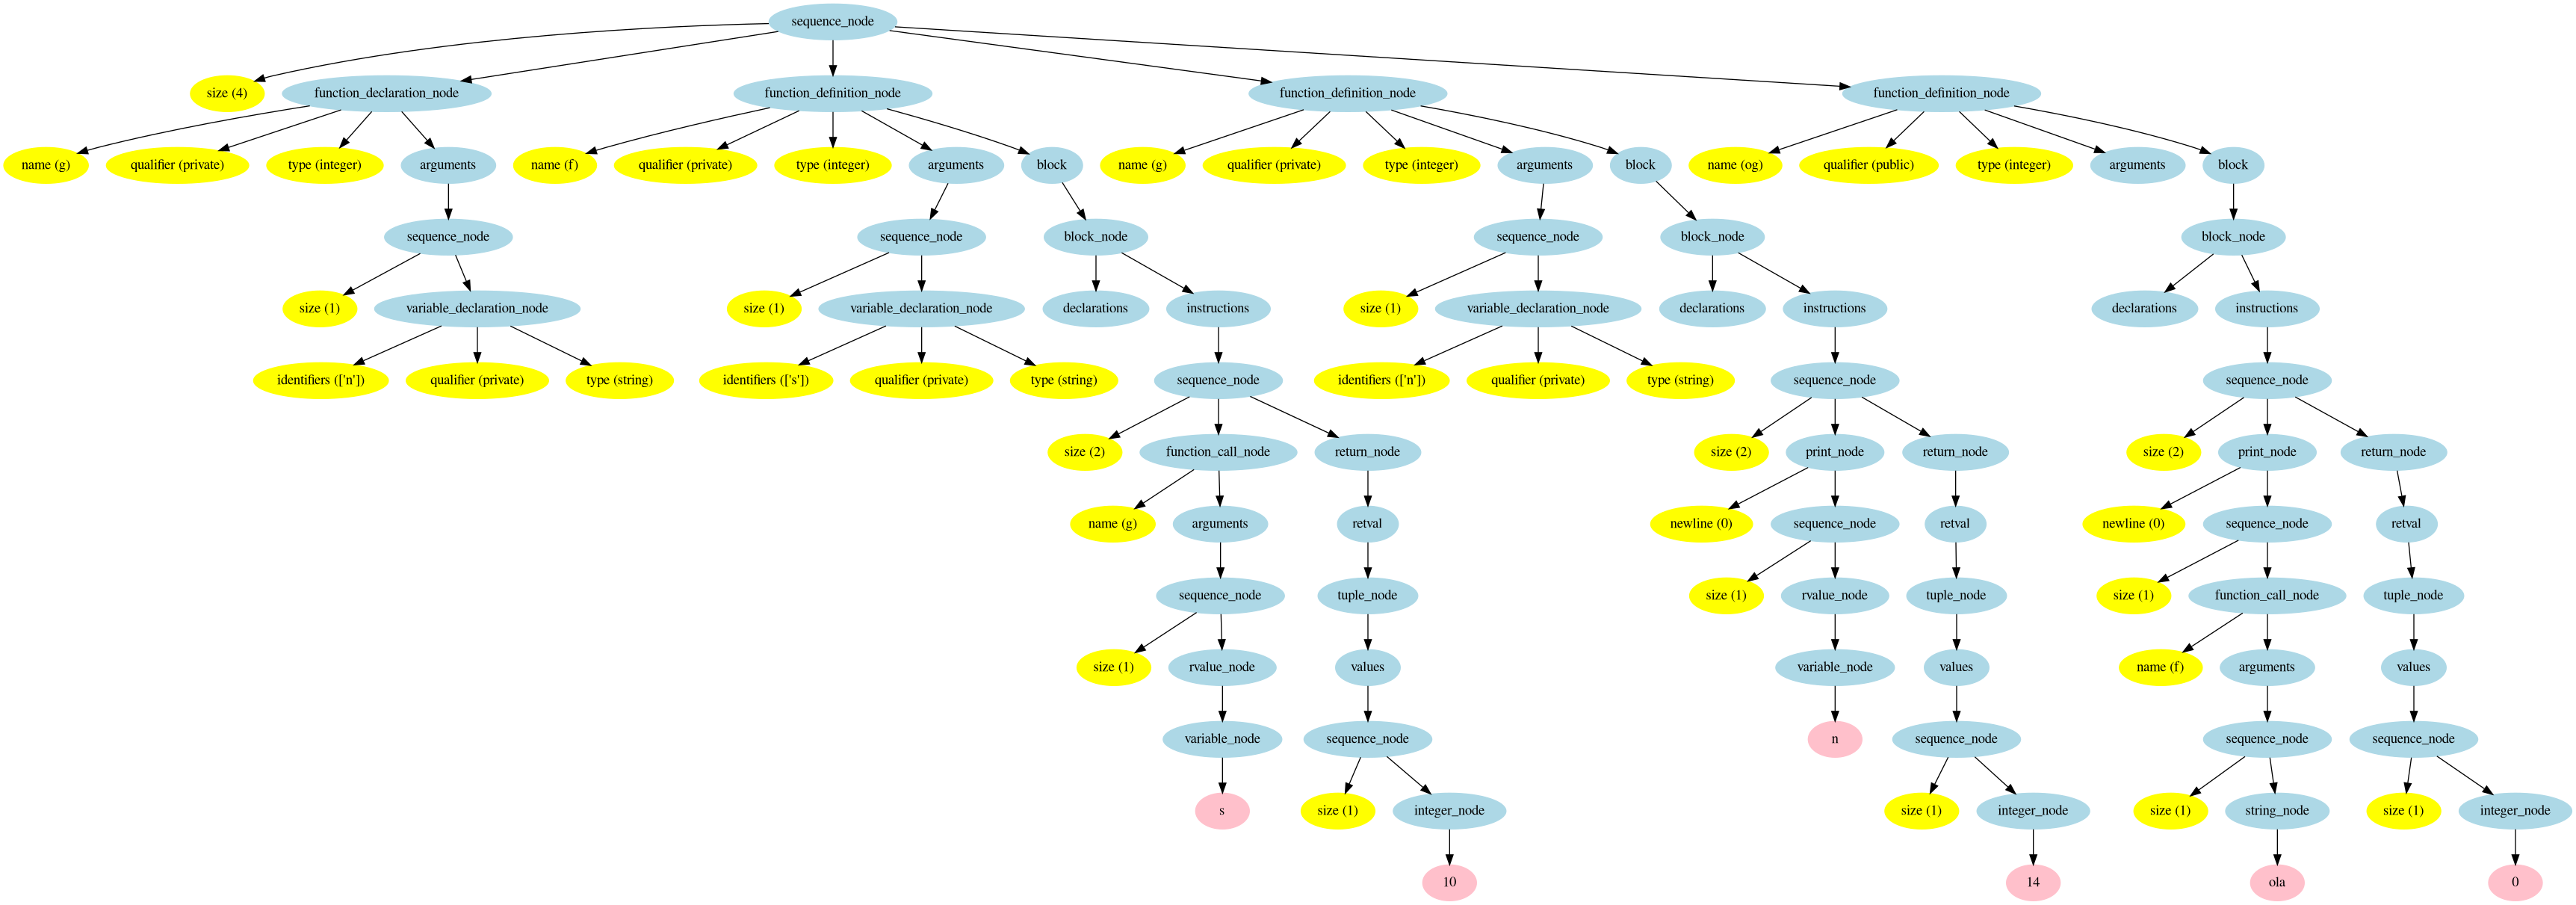 sequence_node
size (4)
function_declaration_node
function_definition_node
function_definition_node
function_definition_node
name (g)
qualifier (private)
type (integer)
arguments
name (f)
qualifier (private)
type (integer)
arguments
block
name (g)
qualifier (private)
type (integer)
arguments
block
name (og)
qualifier (public)
type (integer)
arguments
block
sequence_node
sequence_node
block_node
sequence_node
block_node
block_node
size (1)
variable_declaration_node
size (1)
variable_declaration_node
declarations
instructions
size (1)
variable_declaration_node
declarations
instructions
declarations
instructions
identifiers (['n'])
qualifier (private)
type (string)
identifiers (['s'])
qualifier (private)
type (string)
sequence_node
identifiers (['n'])
qualifier (private)
type (string)
sequence_node
sequence_node
size (2)
function_call_node
return_node
size (2)
print_node
return_node
size (2)
print_node
return_node
name (g)
arguments
retval
newline (0)
sequence_node
retval
newline (0)
sequence_node
retval
sequence_node
tuple_node
size (1)
rvalue_node
tuple_node
size (1)
function_call_node
tuple_node
size (1)
rvalue_node
values
variable_node
values
name (f)
arguments
values
variable_node
sequence_node
n
sequence_node
sequence_node
sequence_node
s
size (1)
integer_node
size (1)
integer_node
size (1)
string_node
size (1)
integer_node
10
14
ola
0